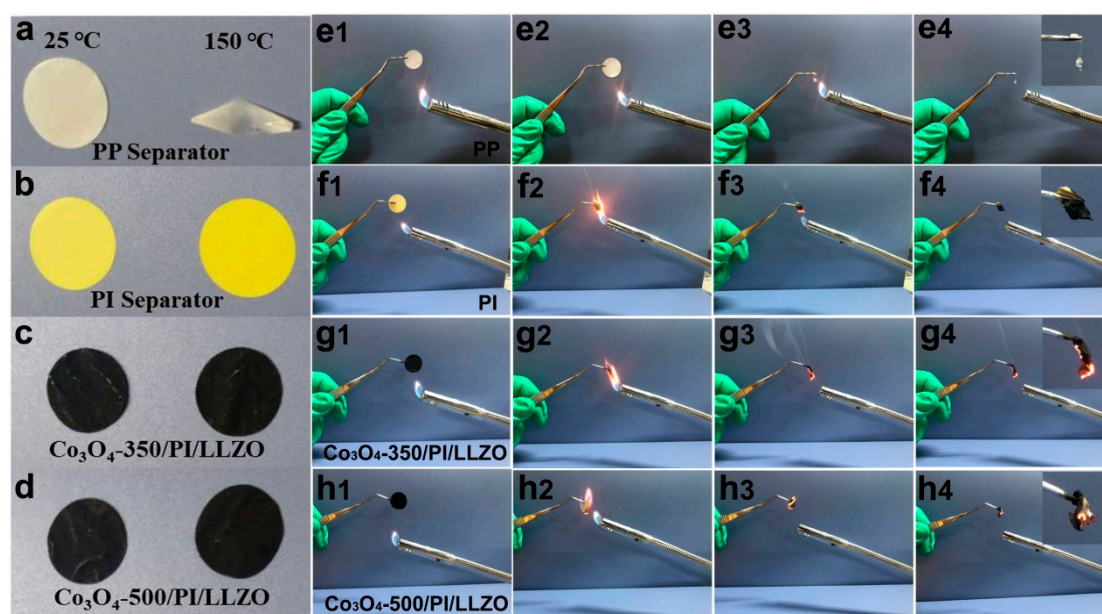 a
25 ℃ 150 ℃
PP Separator
e1 e2 e3 e4
PP
b
PI Separator
f1 f2 f3 f4
PI
c
Co₃O₄-350/PI/LLZO
g1 g2 g3 g4
Co₃O₄-350/PI/LLZO
d
Co₃O₄-500/PI/LLZO
h1 h2 h3 h4
Co₃O₄-500/PI/LLZO